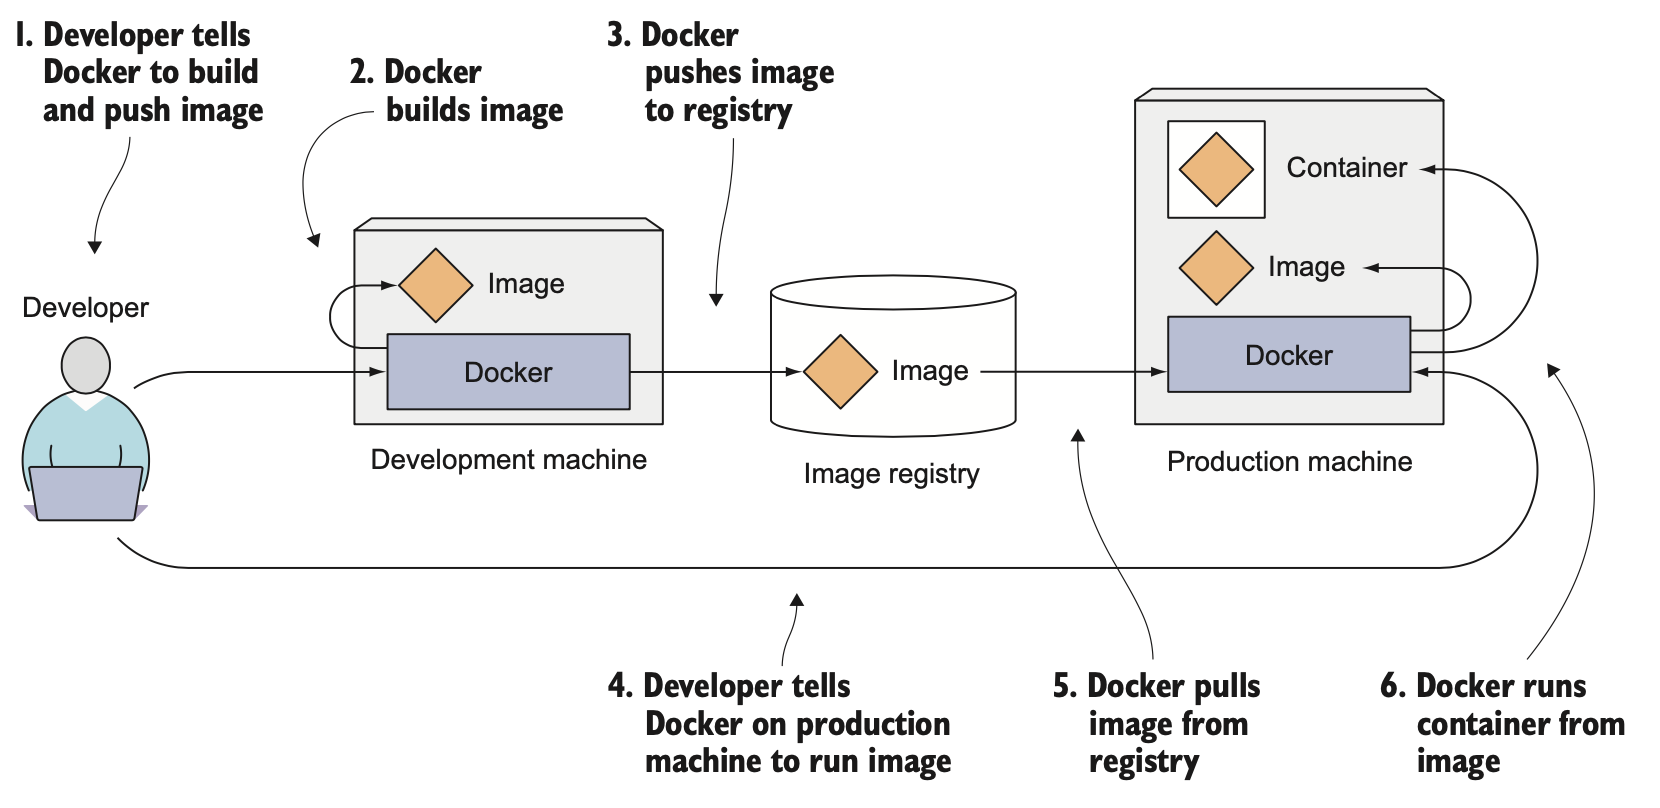 1. Developer tells
Docker to build
and push image
2. Docker
builds image
3. Docker
pushes image
to registry
Developer
Image
Docker
Development machine
Image
Image registry
Container
Image
Docker
Production machine
4. Developer tells
Docker on production
machine to run image
5. Docker pulls
image from
registry
6. Docker runs
container from
image